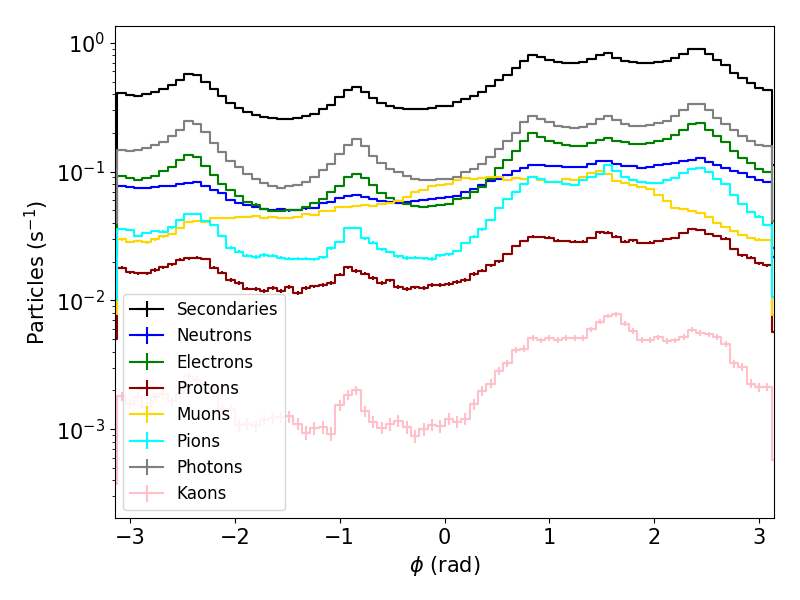 10⁰
10⁻¹
10⁻²
10⁻³
Particles (s⁻¹)
Secondaries
Neutrons
Electrons
Protons
Muons
Pions
Photons
Kaons
−3 −2 −1 0 1 2 3
ϕ (rad)